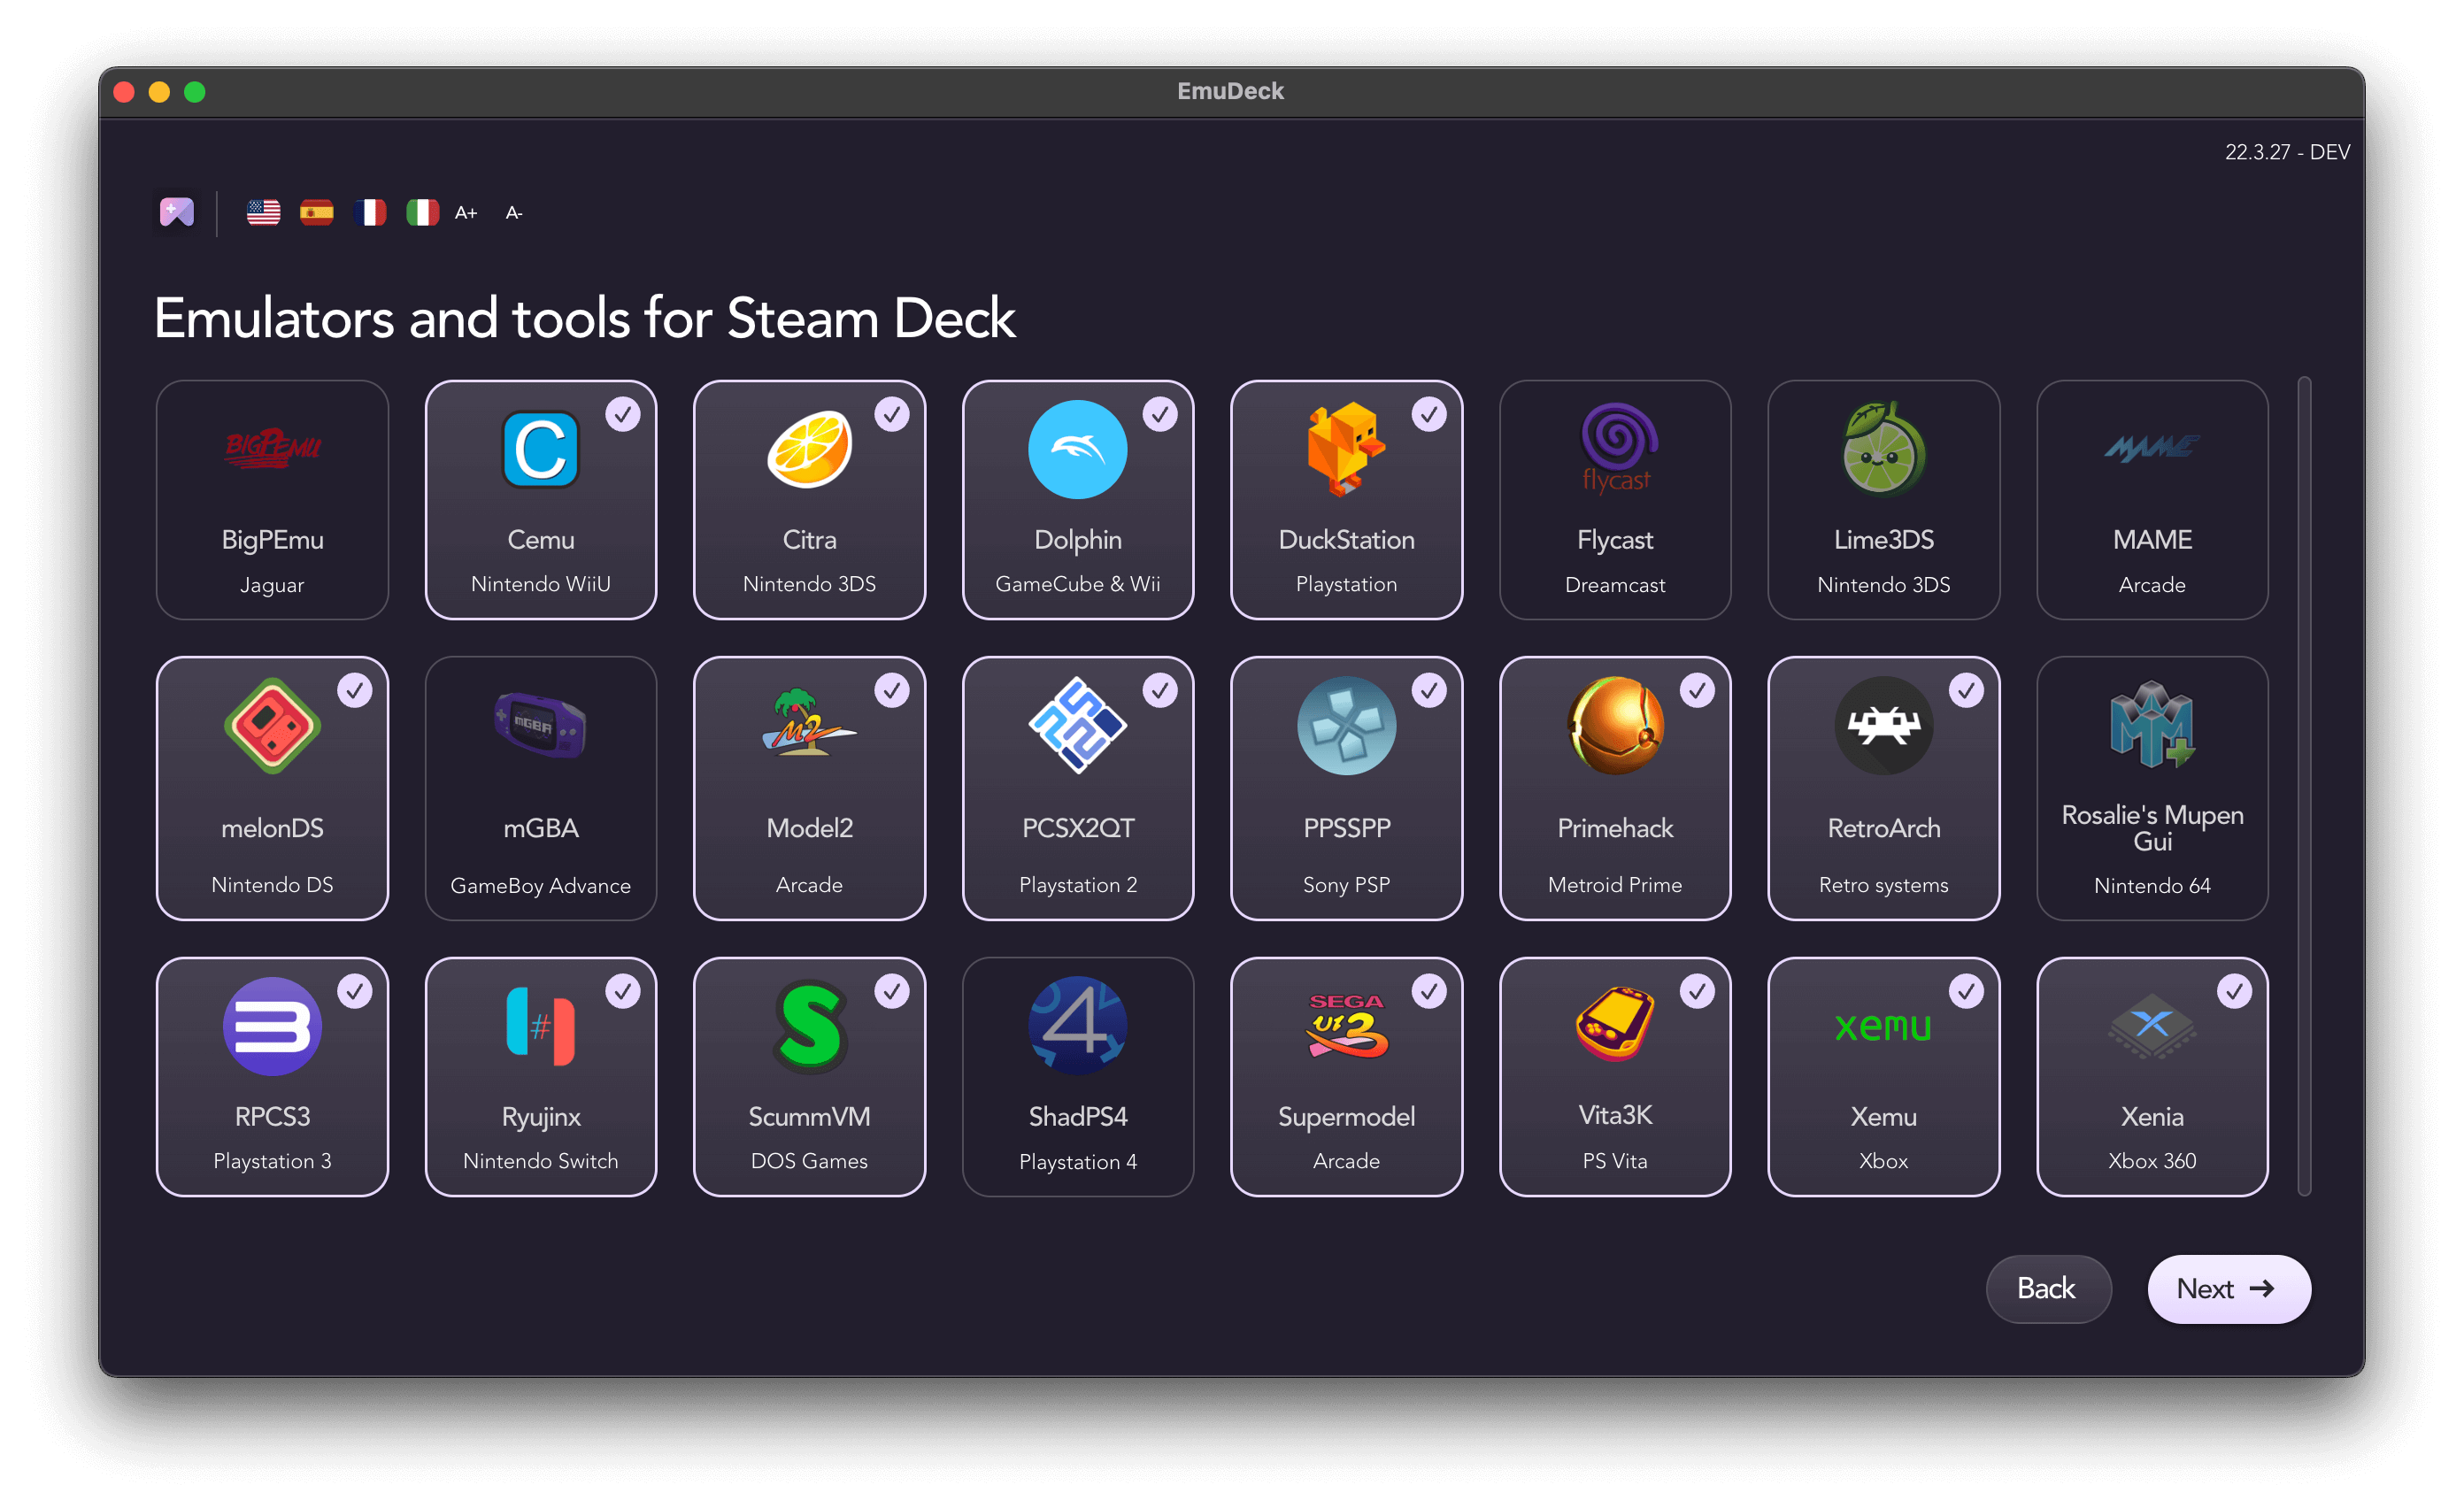 EmuDeck
22.3.27 - DEV
A+ A-
Emulators and tools for Steam Deck
BIGPEMU
BigPEmu
Jaguar
C
Cemu
Nintendo WiiU
Citra
Nintendo 3DS
Dolphin
GameCube & Wii
DuckStation
Playstation
flycast
Flycast
Dreamcast
Lime3DS
Nintendo 3DS
MAME
MAME
Arcade
melonDS
Nintendo DS
mGBA
mGBA
GameBoy Advance
M2
Model2
Arcade
PCSX2QT
Playstation 2
PPSSPP
Sony PSP
Primehack
Metroid Prime
RetroArch
Retro systems
Rosalie's Mupen
Gui
Nintendo 64
RPCS3
Playstation 3
#
Ryujinx
Nintendo Switch
S
ScummVM
DOS Games
4
ShadPS4
Playstation 4
SEGA
Supermodel
Arcade
Vita3K
PS Vita
xemu
Xemu
Xbox
X
Xenia
Xbox 360
Back
Next →